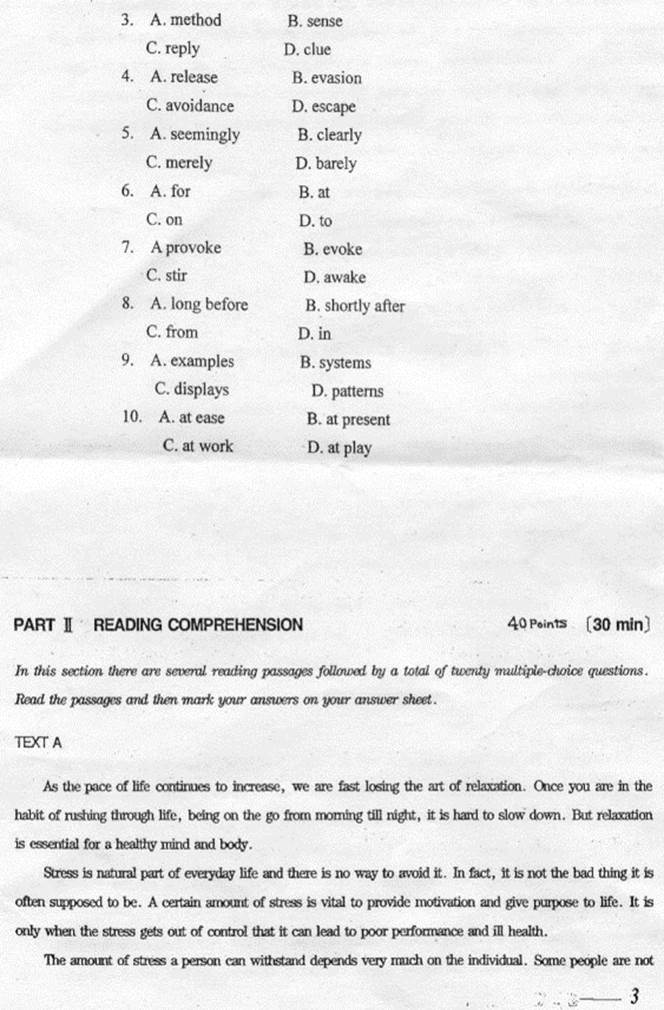 3. A. method B. sense
C. reply D. clue
4. A. release B. evasion
C. avoidance D. escape
5. A. seemingly B. clearly
C. merely D. barely
6. A. for B. at
C. on D. to
7. A provoke B. evoke
C. stir D. awake
8. A. long before B. shortly after
C. from D. in
9. A. examples B. systems
C. displays D. patterns
10. A. at ease B. at present
C. at work D. at play
PART Ⅱ READING COMPREHENSION 40 Points 〔30 min〕
In this section there are several reading passages followed by a total of twenty multiple-choice questions.
Read the passages and then mark your answers on your answer sheet.
TEXT A
As the pace of life continues to increase, we are fast losing the art of relaxation. Once you are in the
habit of rushing through life, being on the go from morning till night, it is hard to slow down. But relaxation
is essential for a healthy mind and body.
Stress is natural part of everyday life and there is no way to avoid it. In fact, it is not the bad thing it is
often supposed to be. A certain amount of stress is vital to provide motivation and give purpose to life. It is
only when the stress gets out of control that it can lead to poor performance and ill health.
The amount of stress a person can withstand depends very much on the individual. Some people are not
3